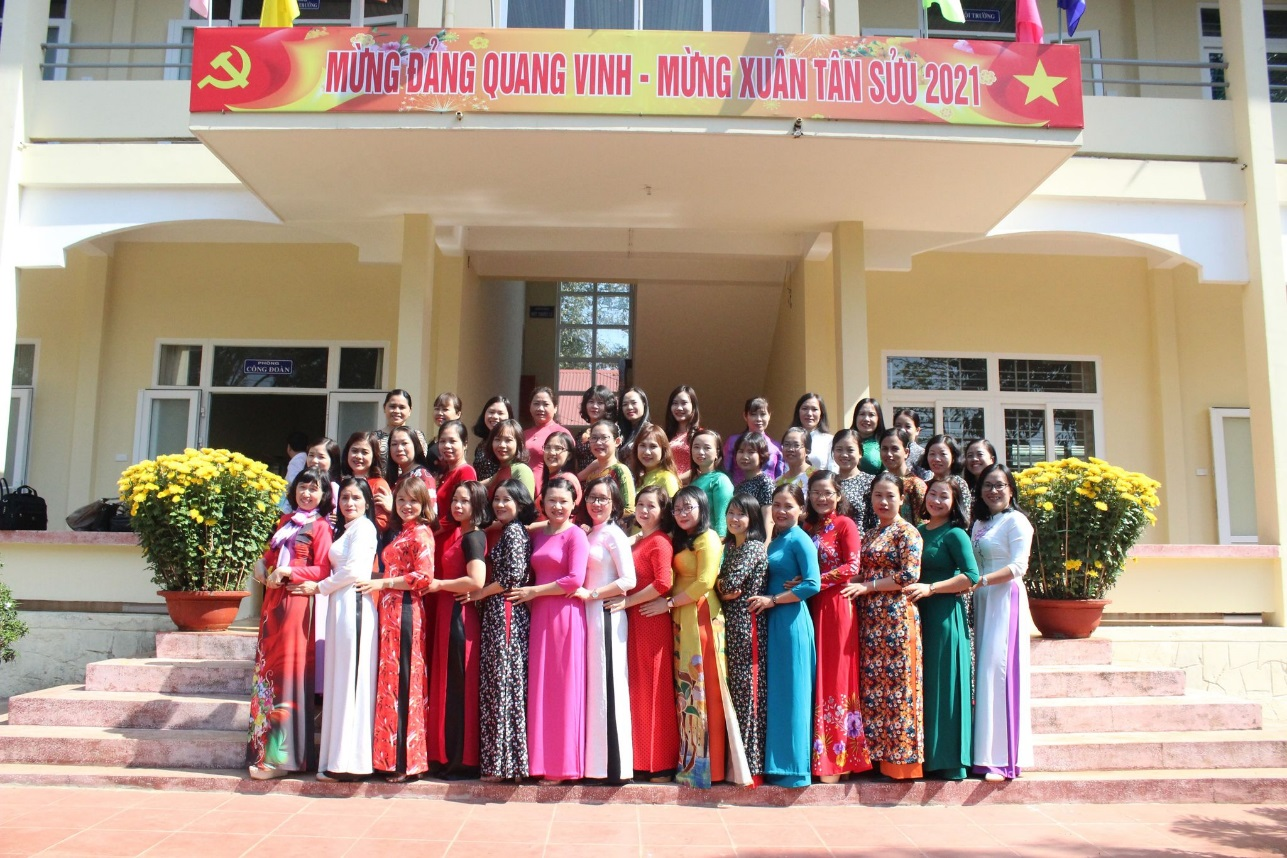 MỪNG ĐẢNG QUANG VINH - MỪNG XUÂN TÂN SỬU 2021
PHÒNG
CÔNG ĐOÀN